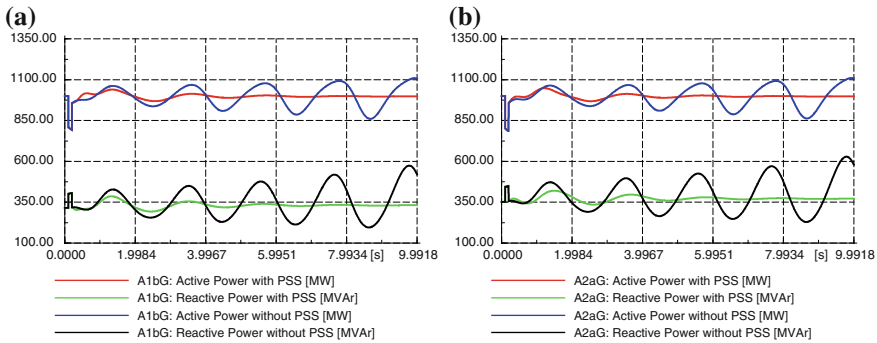 (a)
1350.00
1100.00
850.00
600.00
350.00
100.00
0.0000 1.9984 3.9967 5.9951 7.9934 [s] 9.9918
A1bG: Active Power with PSS [MW]
A1bG: Reactive Power with PSS [MVAr]
A1bG: Active Power without PSS [MW]
A1bG: Reactive Power without PSS [MVAr]
(b)
1350.00
1100.00
850.00
600.00
350.00
100.00
0.0000 1.9984 3.9967 5.9951 7.9934 [s] 9.9918
A2aG: Active Power with PSS [MW]
A2aG: Reactive Power with PSS [MVAr]
A2aG: Active Power without PSS [MW]
A2aG: Reactive Power without PSS [MVAr]